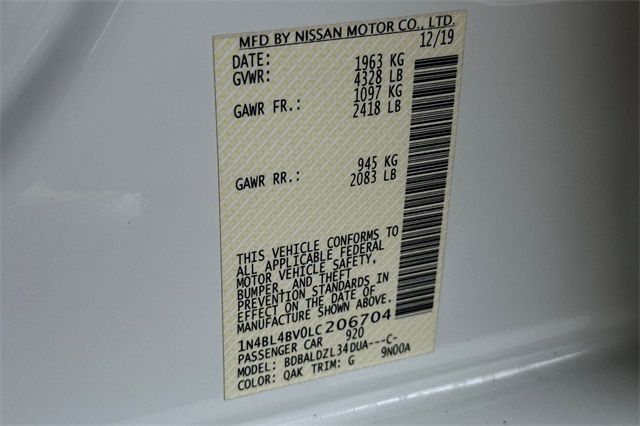 MFD BY NISSAN MOTOR CO., LTD.
DATE: 12/19
GVWR: 1963 KG
4328 LB
GAWR FR.: 1097 KG
2418 LB
GAWR RR.: 945 KG
2083 LB
THIS VEHICLE CONFORMS TO
ALL APPLICABLE FEDERAL
MOTOR VEHICLE SAFETY,
BUMPER, AND THEFT
PREVENTION STANDARDS IN
EFFECT ON THE DATE OF
MANUFACTURE SHOWN ABOVE.
1N4BL4BV0LC206704
PASSENGER CAR 920
MODEL: BDBALDZL34DUA---C-
COLOR: QAK TRIM: G 9N00A